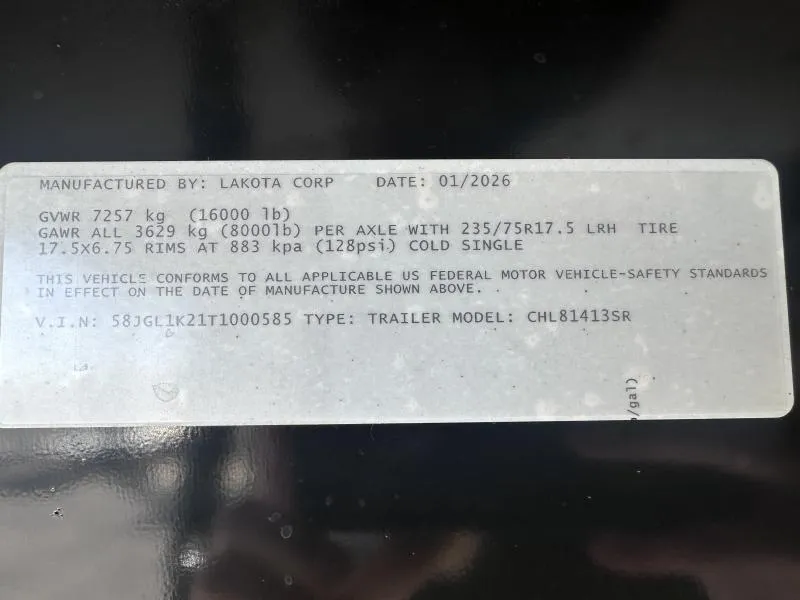 MANUFACTURED BY: LAKOTA CORP DATE: 01/2026
GVWR 7257 kg (16000 lb)
GAWR ALL 3629 kg (8000lb) PER AXLE WITH 235/75R17.5 LRH TIRE
17.5X6.75 RIMS AT 883 kpa (128psi) COLD SINGLE
THIS VEHICLE CONFORMS TO ALL APPLICABLE US FEDERAL MOTOR VEHICLE-SAFETY STANDARDS
IN EFFECT ON THE DATE OF MANUFACTURE SHOWN ABOVE.
V.I.N: 58JGL1K21T1000585 TYPE: TRAILER MODEL: CHL81413SR
/gal)